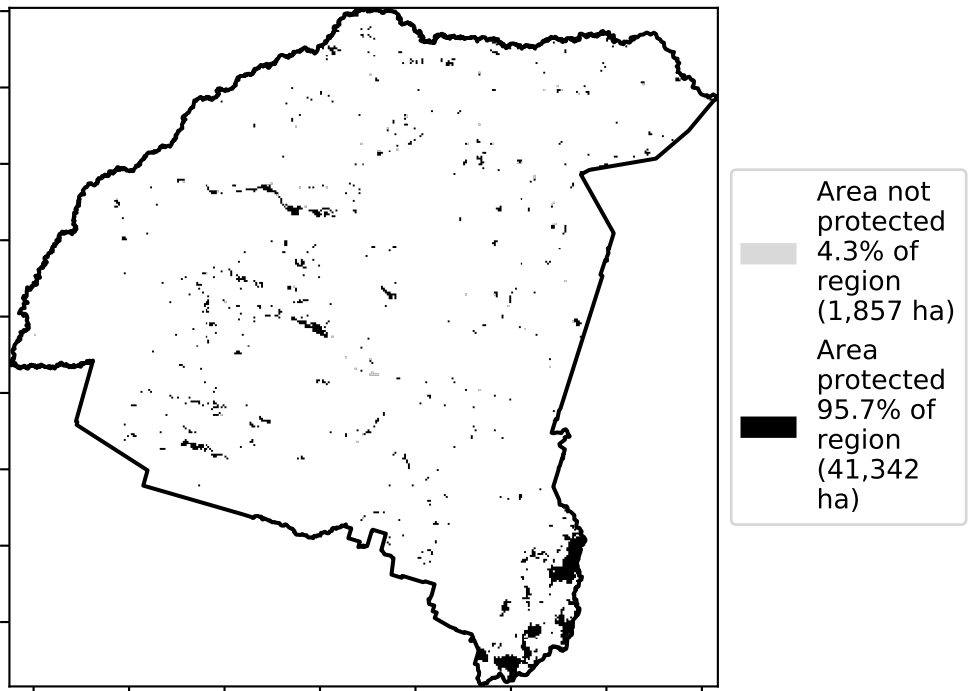 Area not
protected
4.3% of
region
(1,857 ha)
Area
protected
95.7% of
region
(41,342
ha)